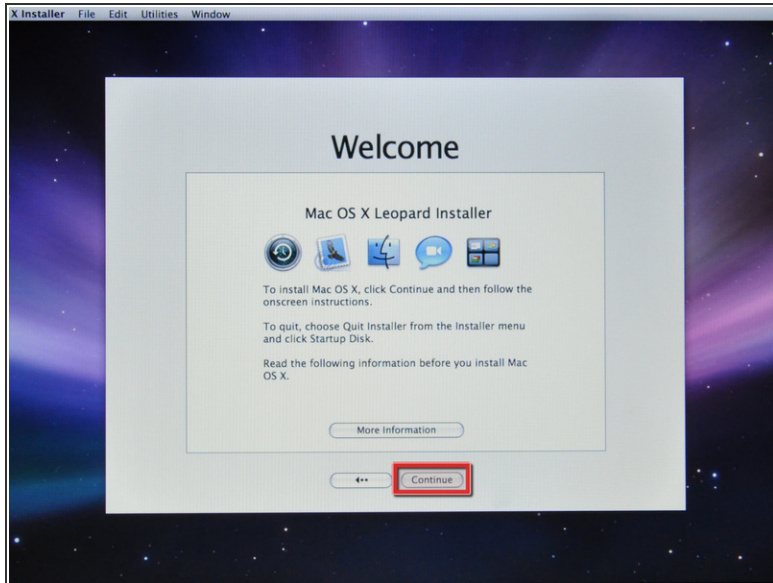 X Installer File Edit Utilities Window
Welcome
Mac OS X Leopard Installer
To install Mac OS X, click Continue and then follow the
onscreen instructions.
To quit, choose Quit Installer from the Installer menu
and click Startup Disk.
Read the following information before you install Mac
OS X.
More Information
Continue